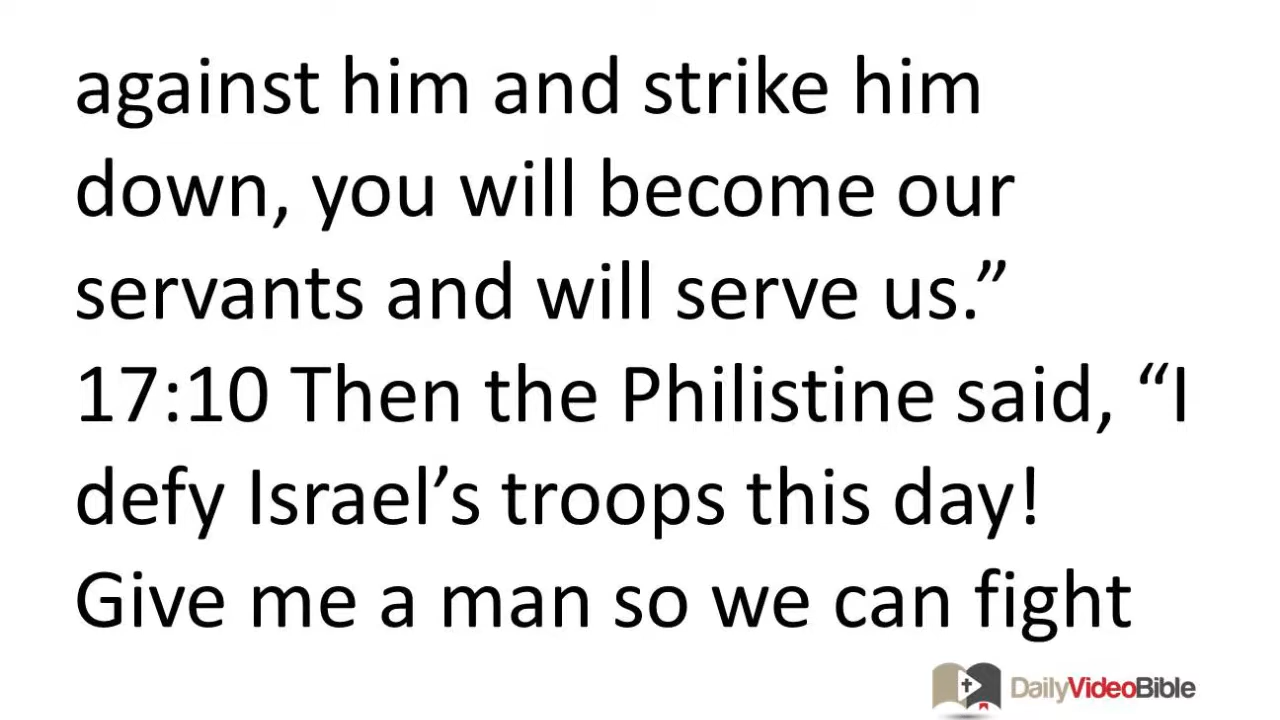 against him and strike him
down, you will become our
servants and will serve us.”
17:10 Then the Philistine said, “I
defy Israel’s troops this day!
Give me a man so we can fight
DailyVideoBible